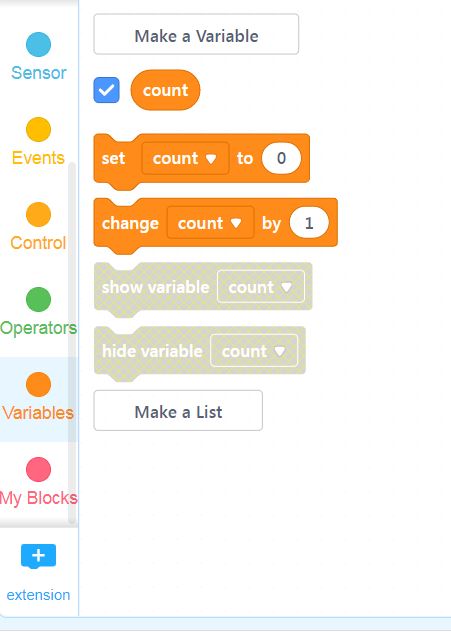 Make a Variable
Sensor
count
Events
set count to 0
Control
change count by 1
show variable count
Operators
hide variable count
Variables
Make a List
My Blocks
extension